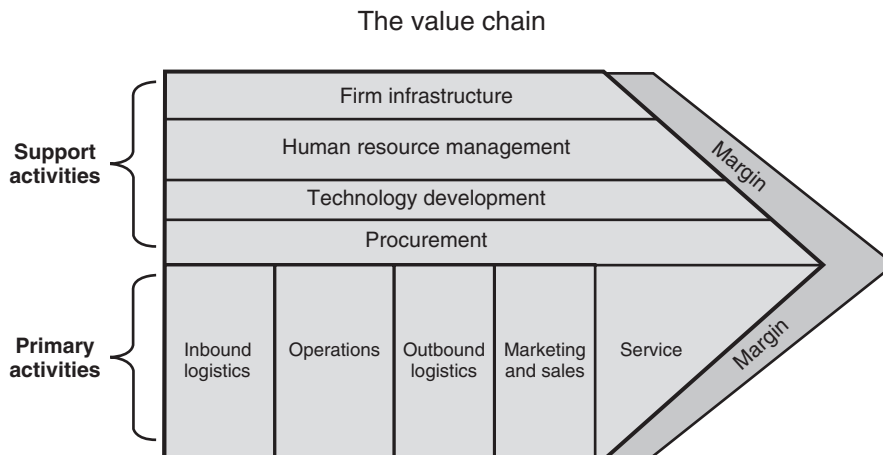 The value chain
Support
activities
Firm infrastructure
Human resource management
Technology development
Procurement
Margin
Primary
activities
Inbound
logistics
Operations
Outbound
logistics
Marketing
and sales
Service
Margin